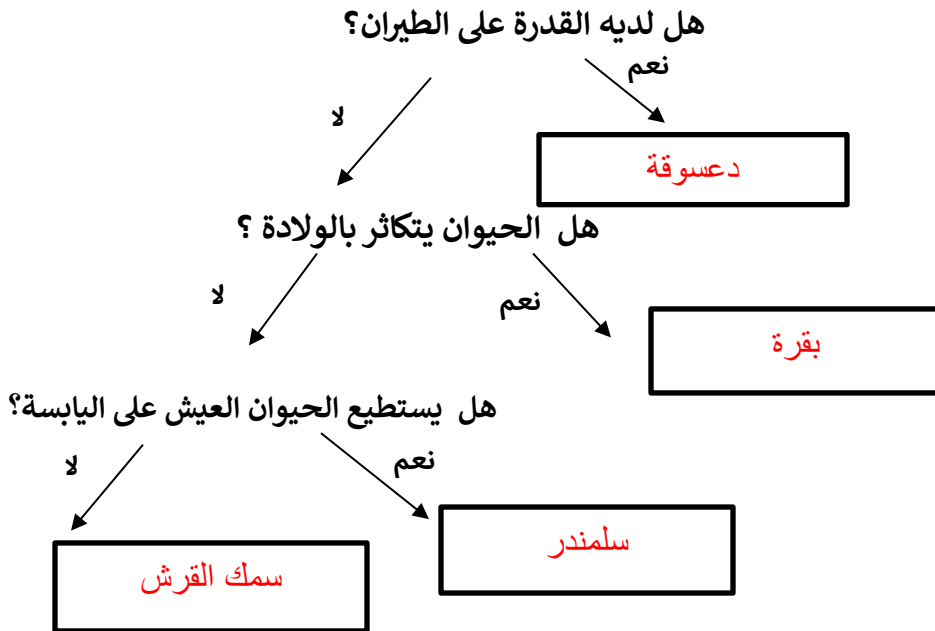 هل لديه القدرة على الطيران؟
نعم
لا
دعسوقة
هل الحيوان يتكاثر بالولادة ؟
لا
نعم
بقرة
هل يستطيع الحيوان العيش على اليابسة؟
نعم
لا
سلمندر
سمك القرش